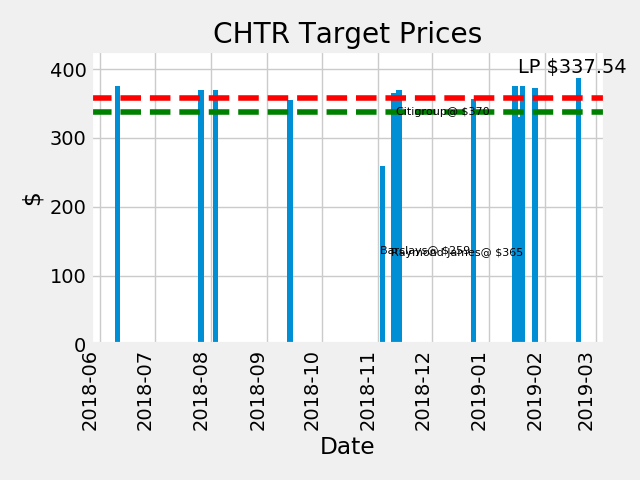 CHTR Target Prices
LP $337.54
400
300
200
100
0
$
Citigroup@ $370
Barclays@ $259
Raymond James@ $365
2018-06
2018-07
2018-08
2018-09
2018-10
2018-11
2018-12
2019-01
2019-02
2019-03
Date